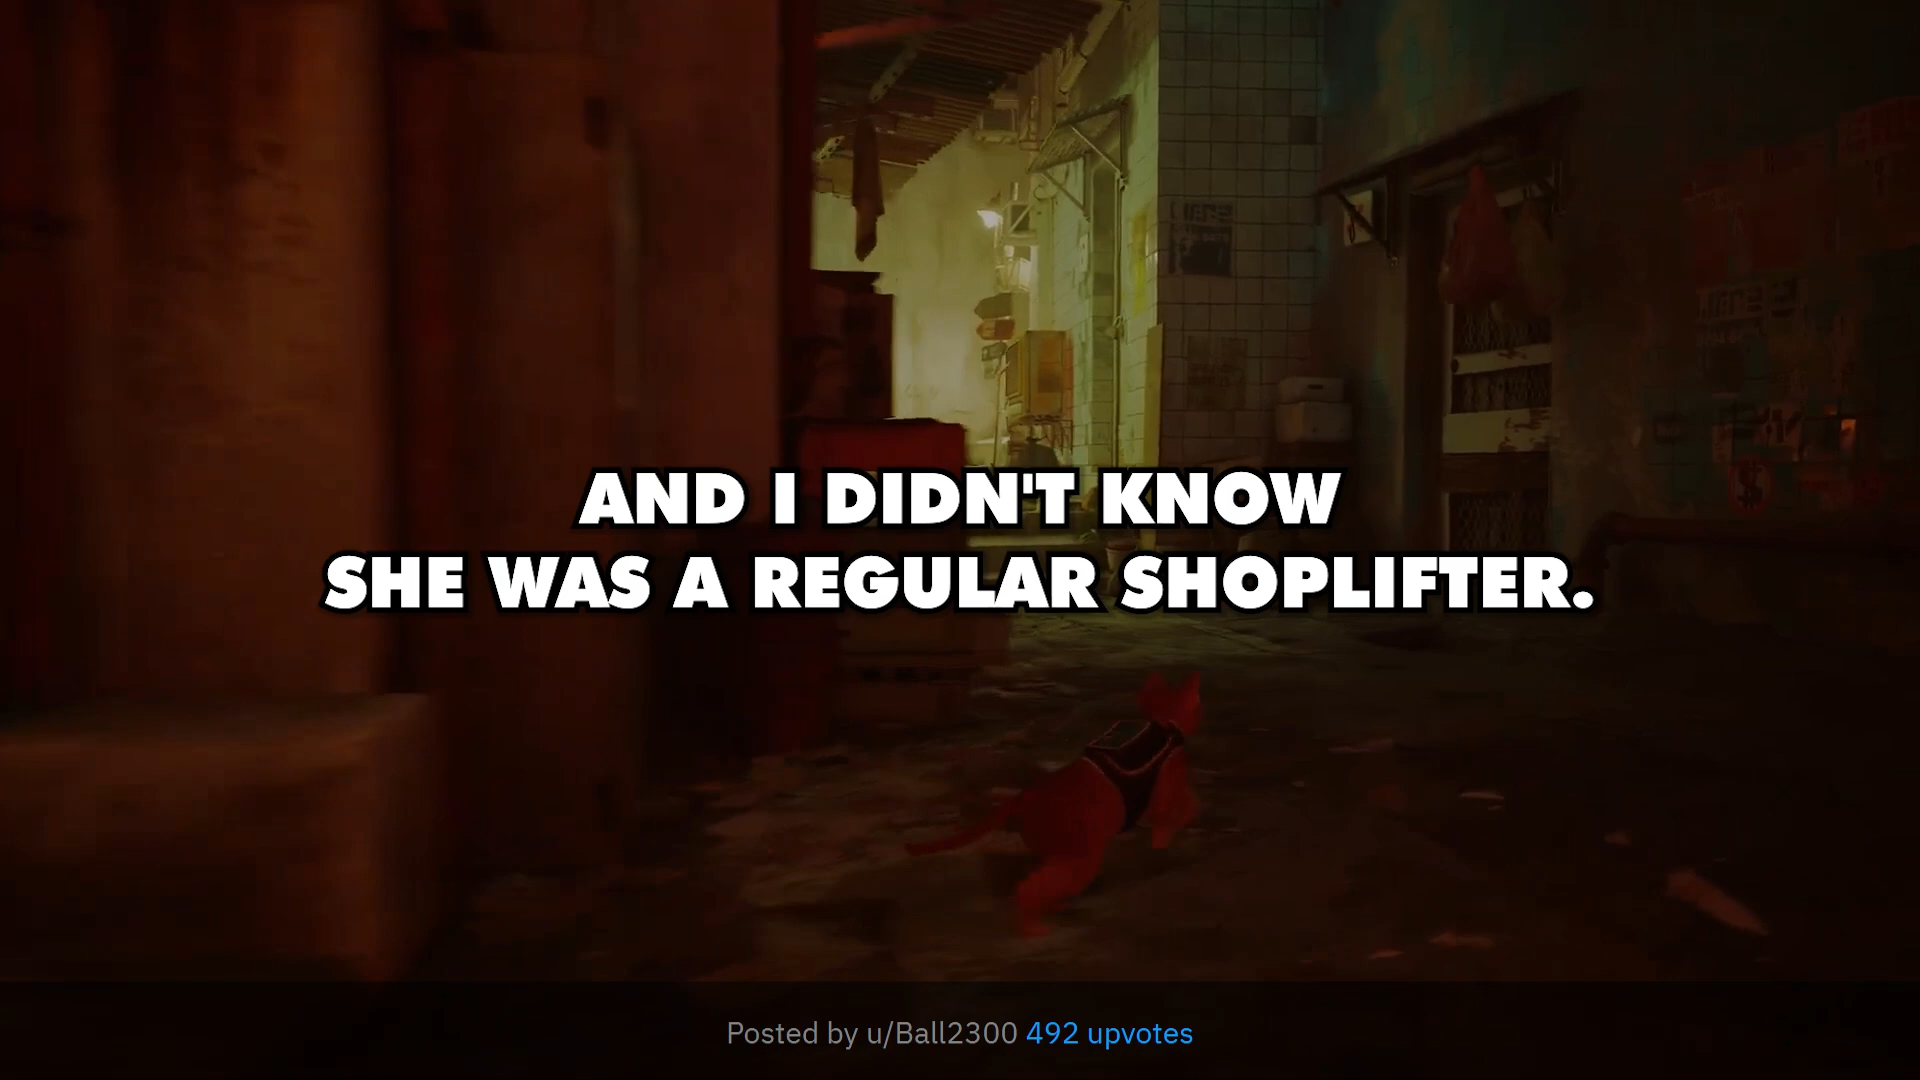 AND I DIDN'T KNOW
SHE WAS A REGULAR SHOPLIFTER.
Posted by u/Ball2300 492 upvotes